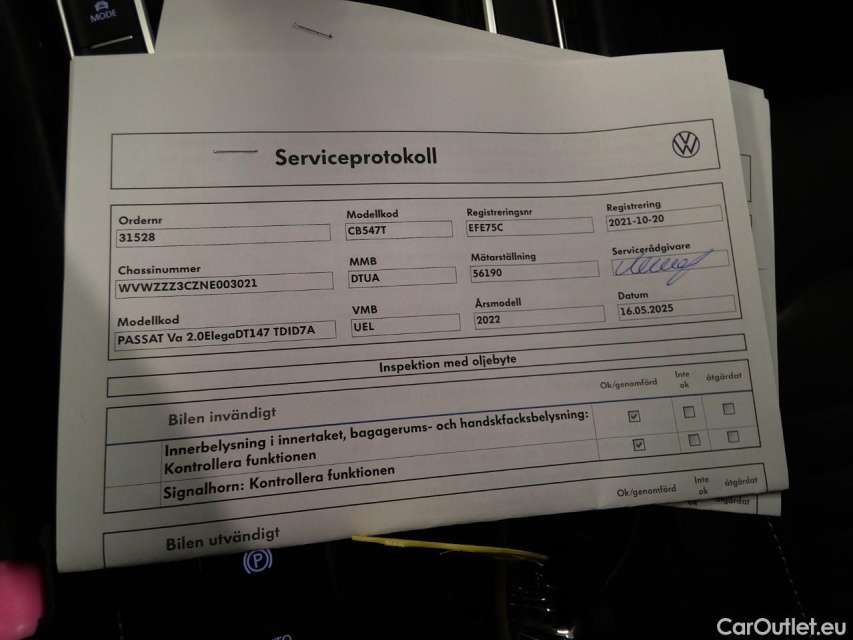 MODE
Serviceprotokoll
Ordernr
31528
Modellkod
CB547T
Registreringsnr
EFE75C
Registrering
2021-10-20
Chassinummer
WVWZZZ3CZNE003021
MMB
DTUA
Mätarställning
56190
Servicerådgivare
Modellkod
PASSAT Va 2.0ElegaDT147 TDID7A
VMB
UEL
Årsmodell
2022
Datum
16.05.2025
Inspektion med oljebyte
Bilen invändigt
Ok/genomförd
Inte ok
åtgärdat
Innerbelysning i innertaket, bagagerums- och handskfacksbelysning:
Kontrollera funktionen
Signalhorn: Kontrollera funktionen
Bilen utvändigt
Ok/genomförd
Inte ok
åtgärdat
åtgärdat
P
CarOutlet.eu